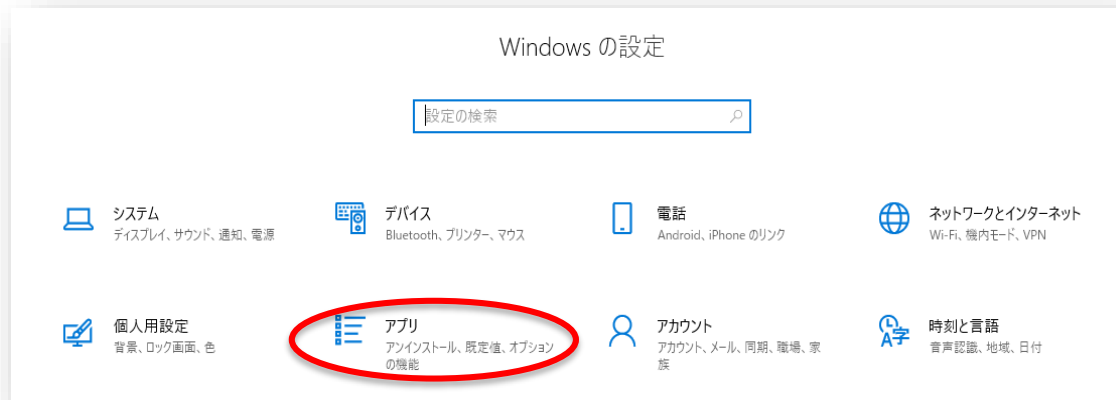 Windows の設定
設定の検索
システム
ディスプレイ、サウンド、通知、電源
デバイス
Bluetooth、プリンター、マウス
電話
Android、iPhone のリンク
ネットワークとインターネット
Wi-Fi、機内モード、VPN
個人用設定
背景、ロック画面、色
アプリ
アンインストール、既定値、オプション
の機能
アカウント
アカウント、メール、同期、職場、家
族
時刻と言語
音声認識、地域、日付